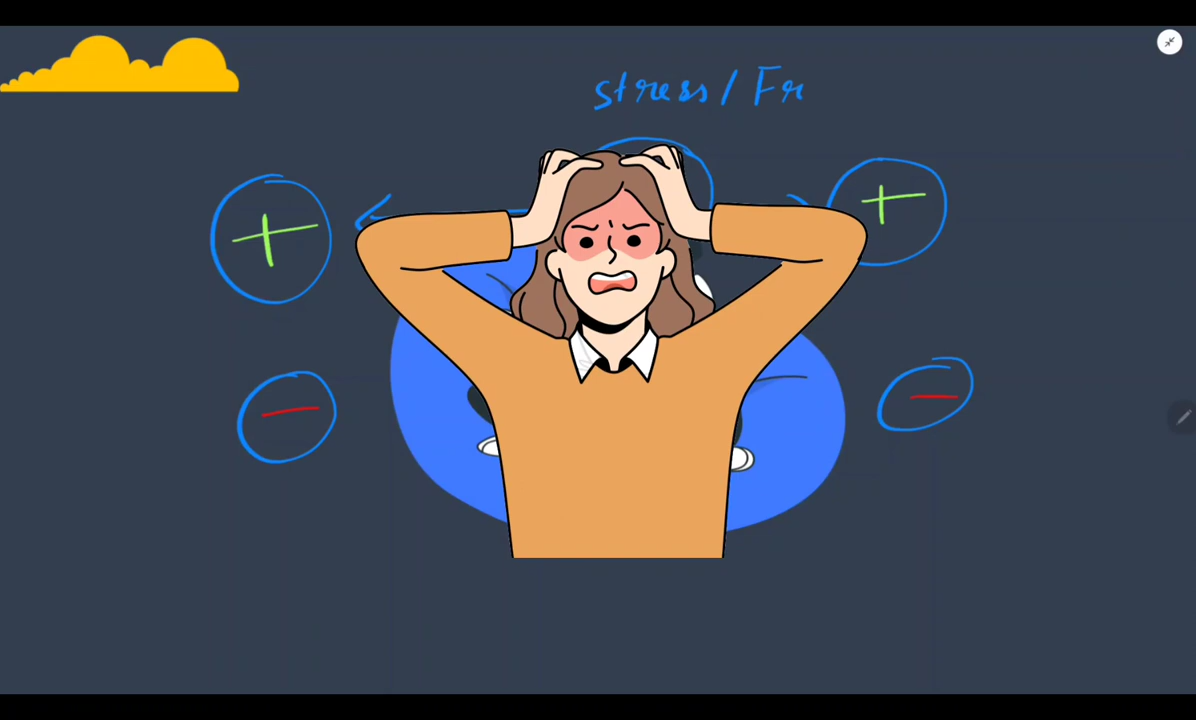 stress / Fr
+ +
- -